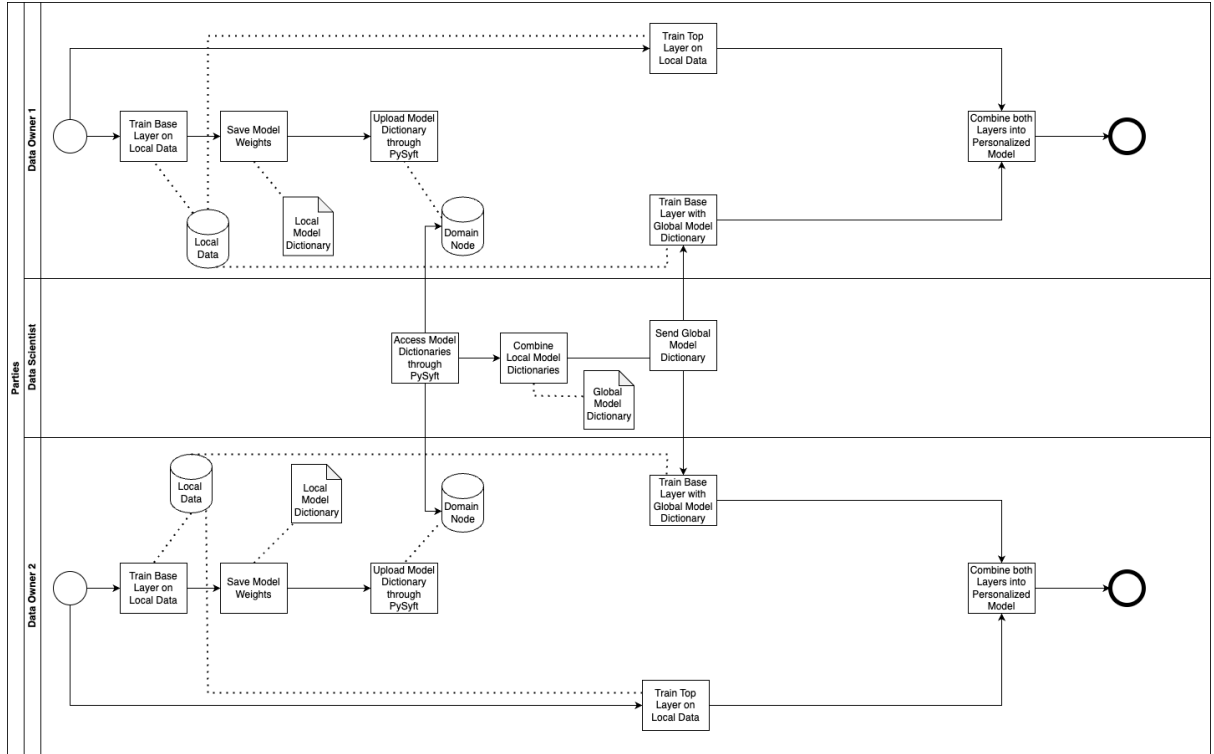 Parties
Data Owner 1
Train Top
Layer on
Local Data
Train Base
Layer on
Local Data
Save Model
Weights
Upload Model
Dictionary
through
PySyft
Combine both
Layers into
Personalized
Model
Local
Data
Local
Model
Dictionary
Domain
Node
Train Base
Layer with
Global Model
Dictionary
Data Scientist
Access Model
Dictionaries
through
PySyft
Combine
Local Model
Dictionaries
Send Global
Model
Dictionary
Global
Model
Dictionary
Data Owner 2
Local
Data
Local
Model
Dictionary
Domain
Node
Train Base
Layer with
Global Model
Dictionary
Train Base
Layer on
Local Data
Save Model
Weights
Upload Model
Dictionary
through
PySyft
Combine both
Layers into
Personalized
Model
Train Top
Layer on
Local Data